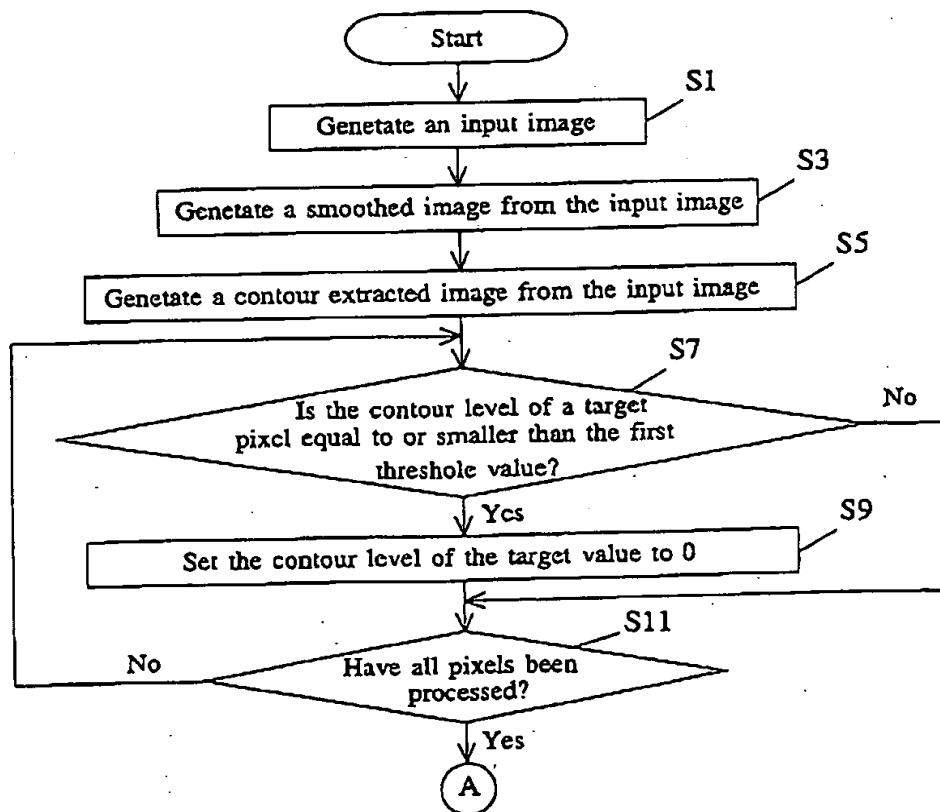 Start
S1
Genetate an input image
S3
Genetate a smoothed image from the input image
S5
Genetate a contour extracted image from the input image
S7
No
Is the contour level of a target
pixel equal to or smaller than the first
threshole value?
Yes
S9
Set the contour level of the target value to 0
S11
No
Have all pixels been
processed?
Yes
A